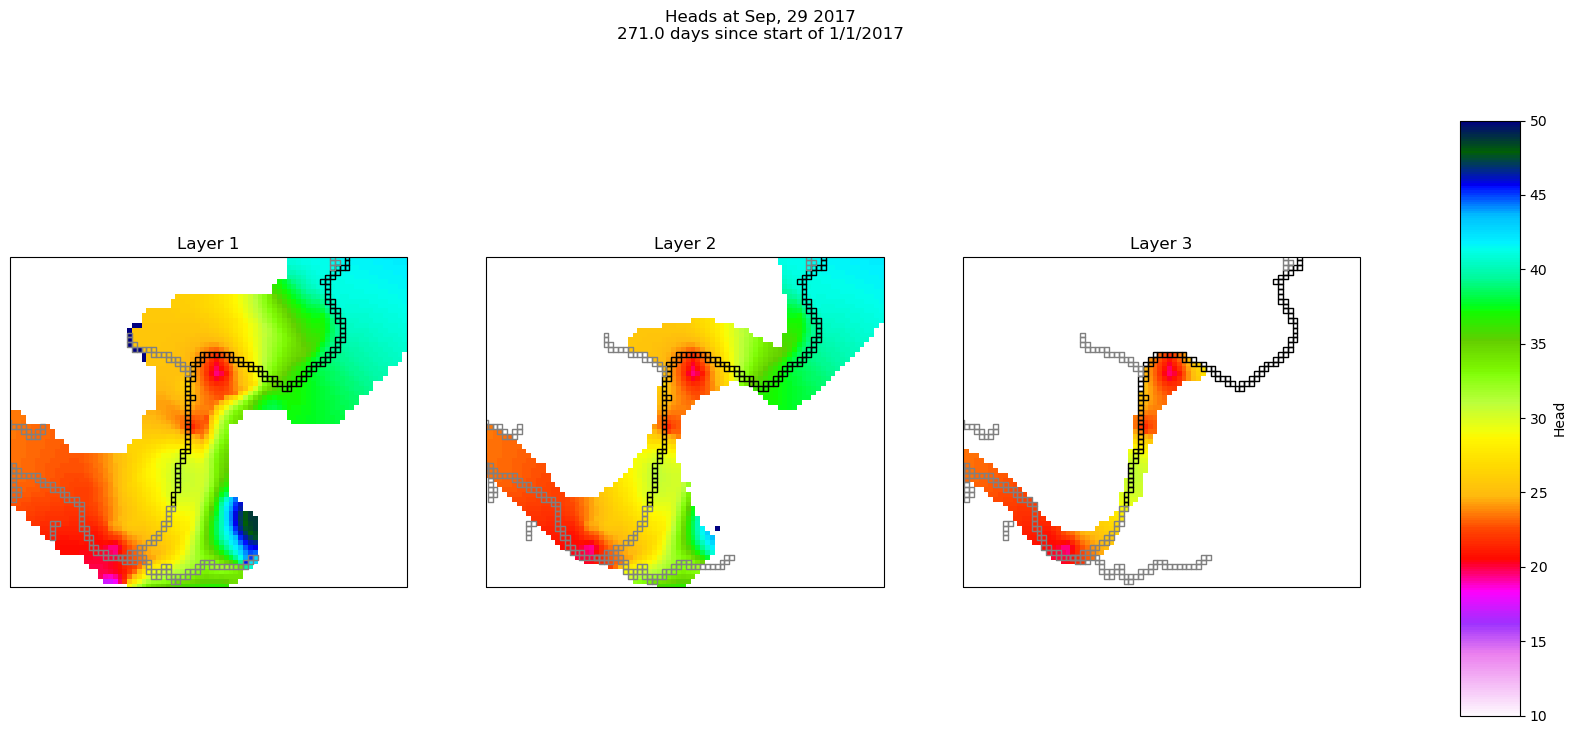 Heads at Sep, 29 2017
271.0 days since start of 1/1/2017
Layer 1
Layer 2
Layer 3
50
45
40
35
30
25
20
15
10
Head